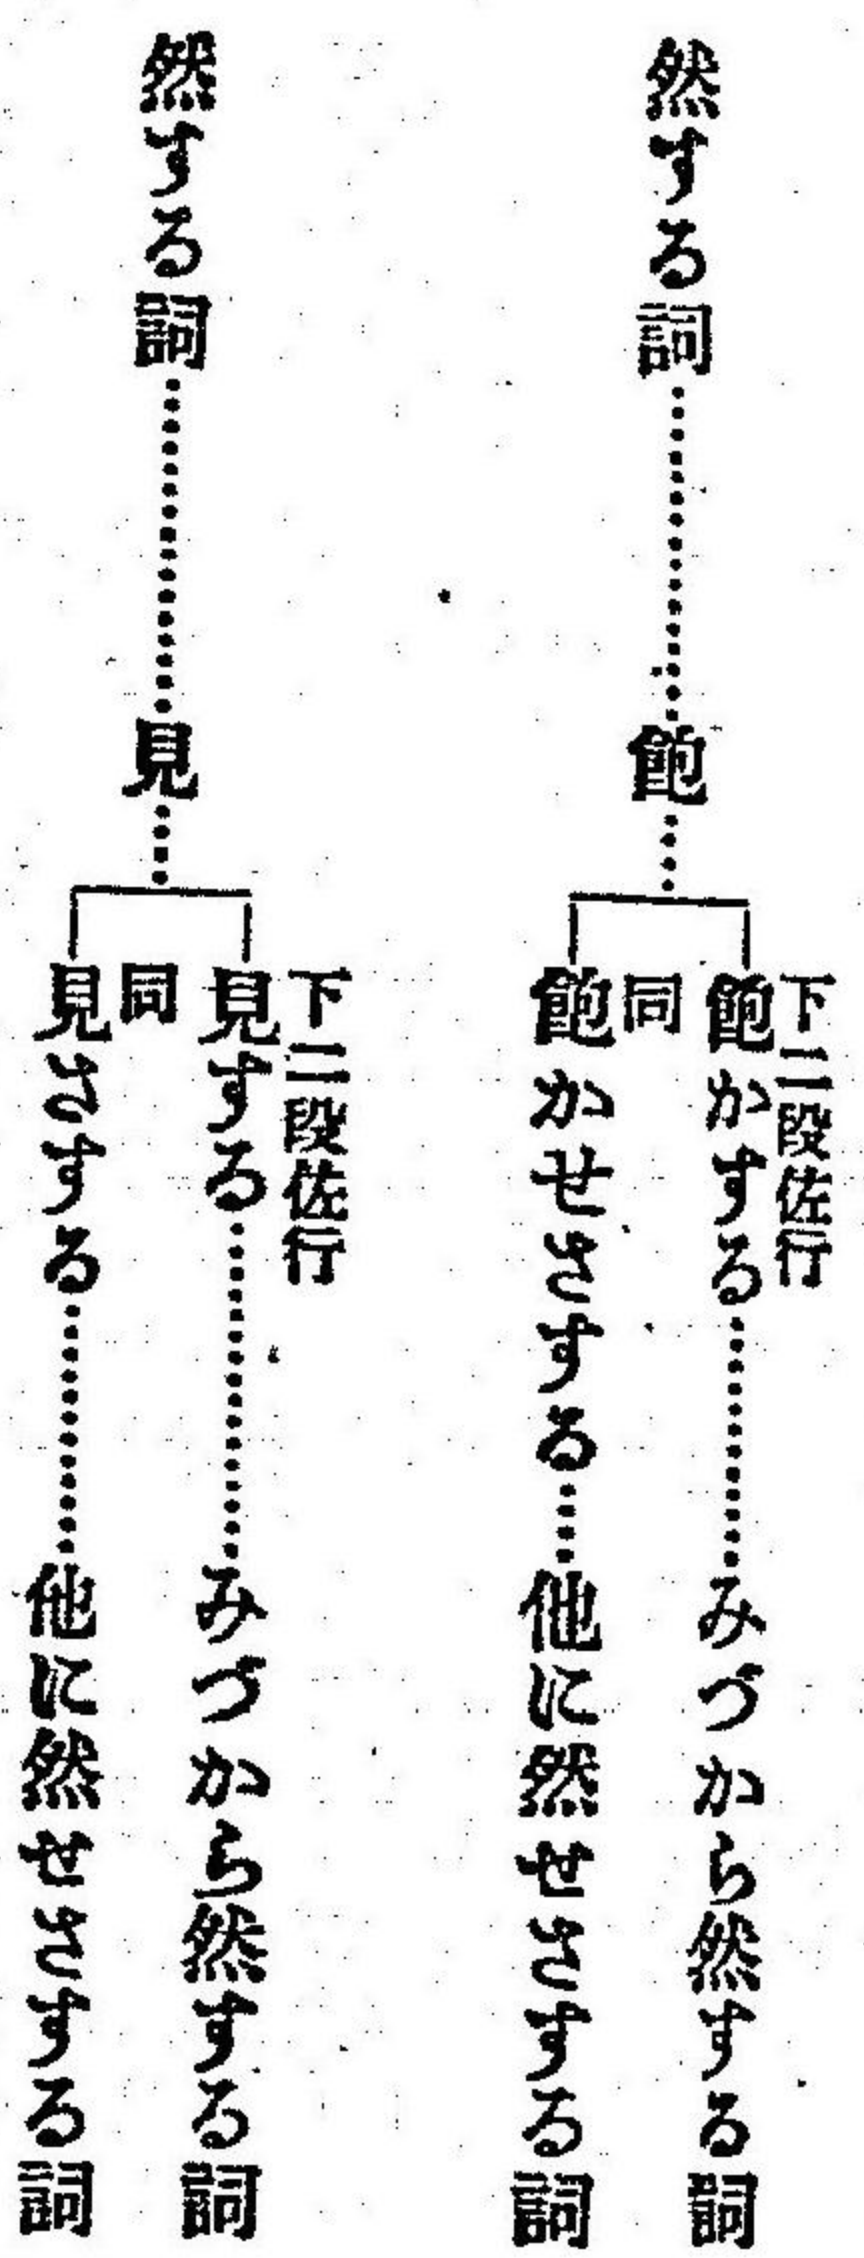 然する詞…………飽……
下二段佐行
飽かする…………みづから然する詞
同
飽かせさする……他に然せさする詞
然する詞…………見……
下二段佐行
見する…………みづから然する詞
同
見さする…………他に然せさする詞